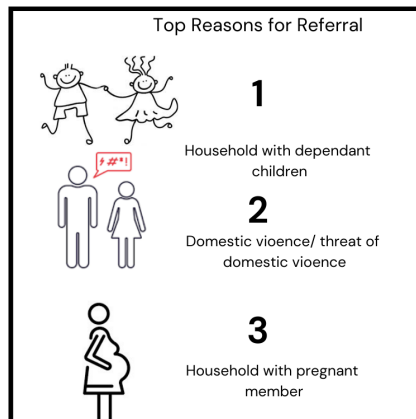 Top Reasons for Referral
1
Household with dependant
children
⚡#*!
2
Domestic vioence/ threat of
domestic vioence
3
Household with pregnant
member